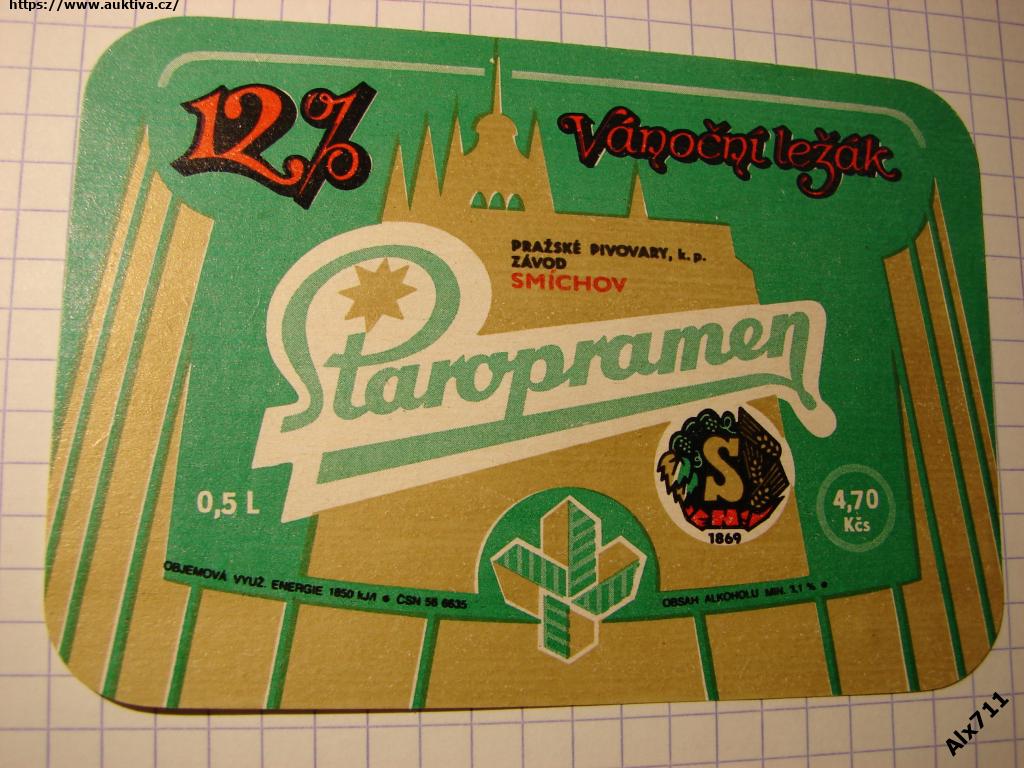 https://www.auktiva.cz/
12%
Vánoční ležák
PRAŽSKÉ PIVOVARY, k. p.
ZÁVOD
SMÍCHOV
Staropramen
S
1869
0,5 L
4,70
Kčs
OBJEMOVÁ VYUŽ. ENERGIE 1850 kJ/l • ČSN 56 6635
OBSAH ALKOHOLU MIN. 3,1 % •
Alx711